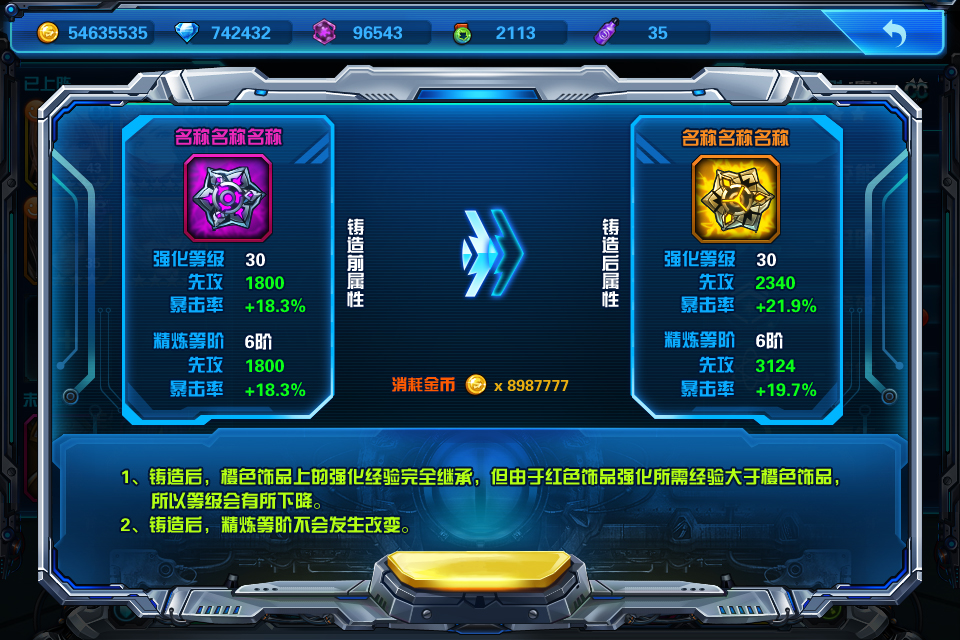 54635535 742432 96543 2113 35
已上阵
名称名称名称
强化等级 30
先攻 1800
暴击率 +18.3%
精炼等阶 6阶
先攻 1800
暴击率 +18.3%
铸造前属性
消耗金币 x 8987777
铸造后属性
名称名称名称
强化等级 30
先攻 2340
暴击率 +21.9%
精炼等阶 6阶
先攻 3124
暴击率 +19.7%
1、铸造后，橙色饰品上的强化经验完全继承，但由于红色饰品强化所需经验大于橙色饰品，
所以等级会有所下降。
2、铸造后，精炼等阶不会发生改变。